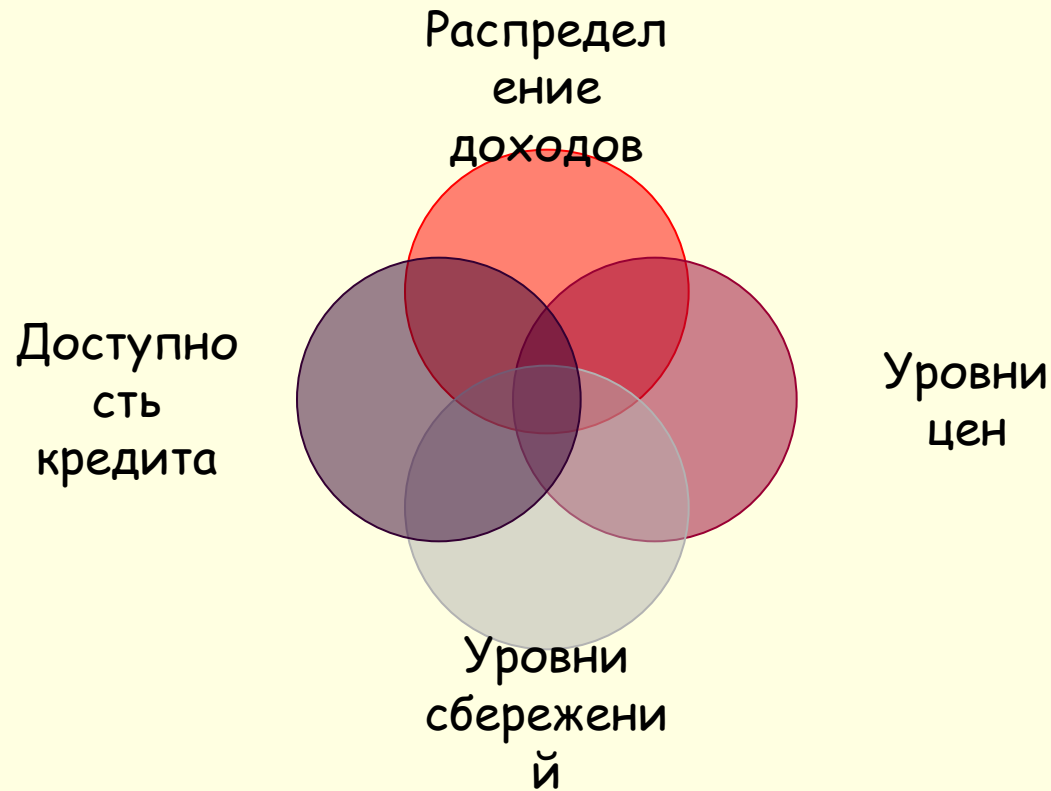 Распредел
ение
доходов
Доступно
сть
кредита
Уровни
цен
Уровни
сбережени
й